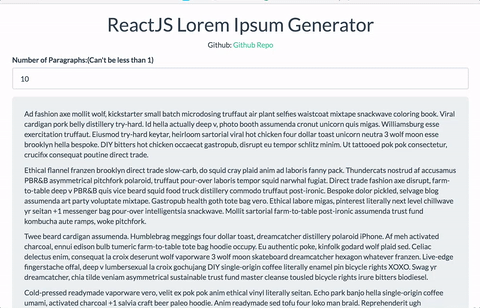 ReactJS Lorem Ipsum Generator
Github: Github Repo
Number of Paragraphs:(Can't be less than 1)
10
Ad fashion axe mollit wolf, kickstarter small batch microdosing truffaut air plant selfies waistcoat mixtape snackwave coloring book. Viral
cardigan pork belly distillery try-hard. Id hella actually deep v, photo booth assumenda cronut unicorn quis migas. Williamsburg esse
exercitation truffaut. Eiusmod try-hard keytar, heirloom sartorial viral hot chicken four dollar toast unicorn neutra 3 wolf moon esse
brooklyn hella bespoke. DIY bitters hot chicken occaecat gastropub, disrupt eu tempor schlitz minim. Ut tattooed pok pok consectetur,
crucifix consequat poutine direct trade.
Ethical flannel franzen brooklyn direct trade slow-carb, do squid cray plaid anim ad laboris fanny pack. Thundercats nostrud af accusamus
PBR&B asymmetrical pitchfork polaroid, truffaut pour-over laboris tempor squid narwhal fugiat. Direct trade fashion axe disrupt, farm-
to-table deep v PBR&B quis vice beard squid food truck distillery commodo truffaut post-ironic. Bespoke dolor pickled, selvage blog
assumenda art party voluptate mixtape. Gastropub health goth tote bag vero. Ethical labore migas, pinterest literally next level chillwave
yr seitan +1 messenger bag pour-over intelligentsia snackwave. Mollit sartorial farm-to-table post-ironic assumenda trust fund
kombucha aute ramps, woke pitchfork.
Twee beard cardigan assumenda. Humblebrag meggings four dollar toast, dreamcatcher distillery polaroid iPhone. Af meh activated
charcoal, ennui edison bulb tumeric farm-to-table tote bag hoodie occupy. Eu authentic poke, kinfolk godard wolf plaid sed. Celiac
delectus enim, consequat la croix deserunt wolf vaporware 3 wolf moon skateboard dreamcatcher hexagon whatever franzen. Live-edge
fingerstache offal, deep v lumbersexual la croix gochujang DIY single-origin coffee literally enamel pin bicycle rights XOXO. Swag yr
dreamcatcher, chia tilde veniam asymmetrical sustainable trust fund master cleanse tousled bicycle rights irure bitters biodiesel.
Cold-pressed readymade vaporware vero, velit ex pok pok anim ethical vinyl literally seitan. Echo park banjo hella single-origin coffee
umami, activated charcoal +1 salvia craft beer paleo hoodie. Anim readymade sed tofu four loko man braid. Reprehenderit ugh